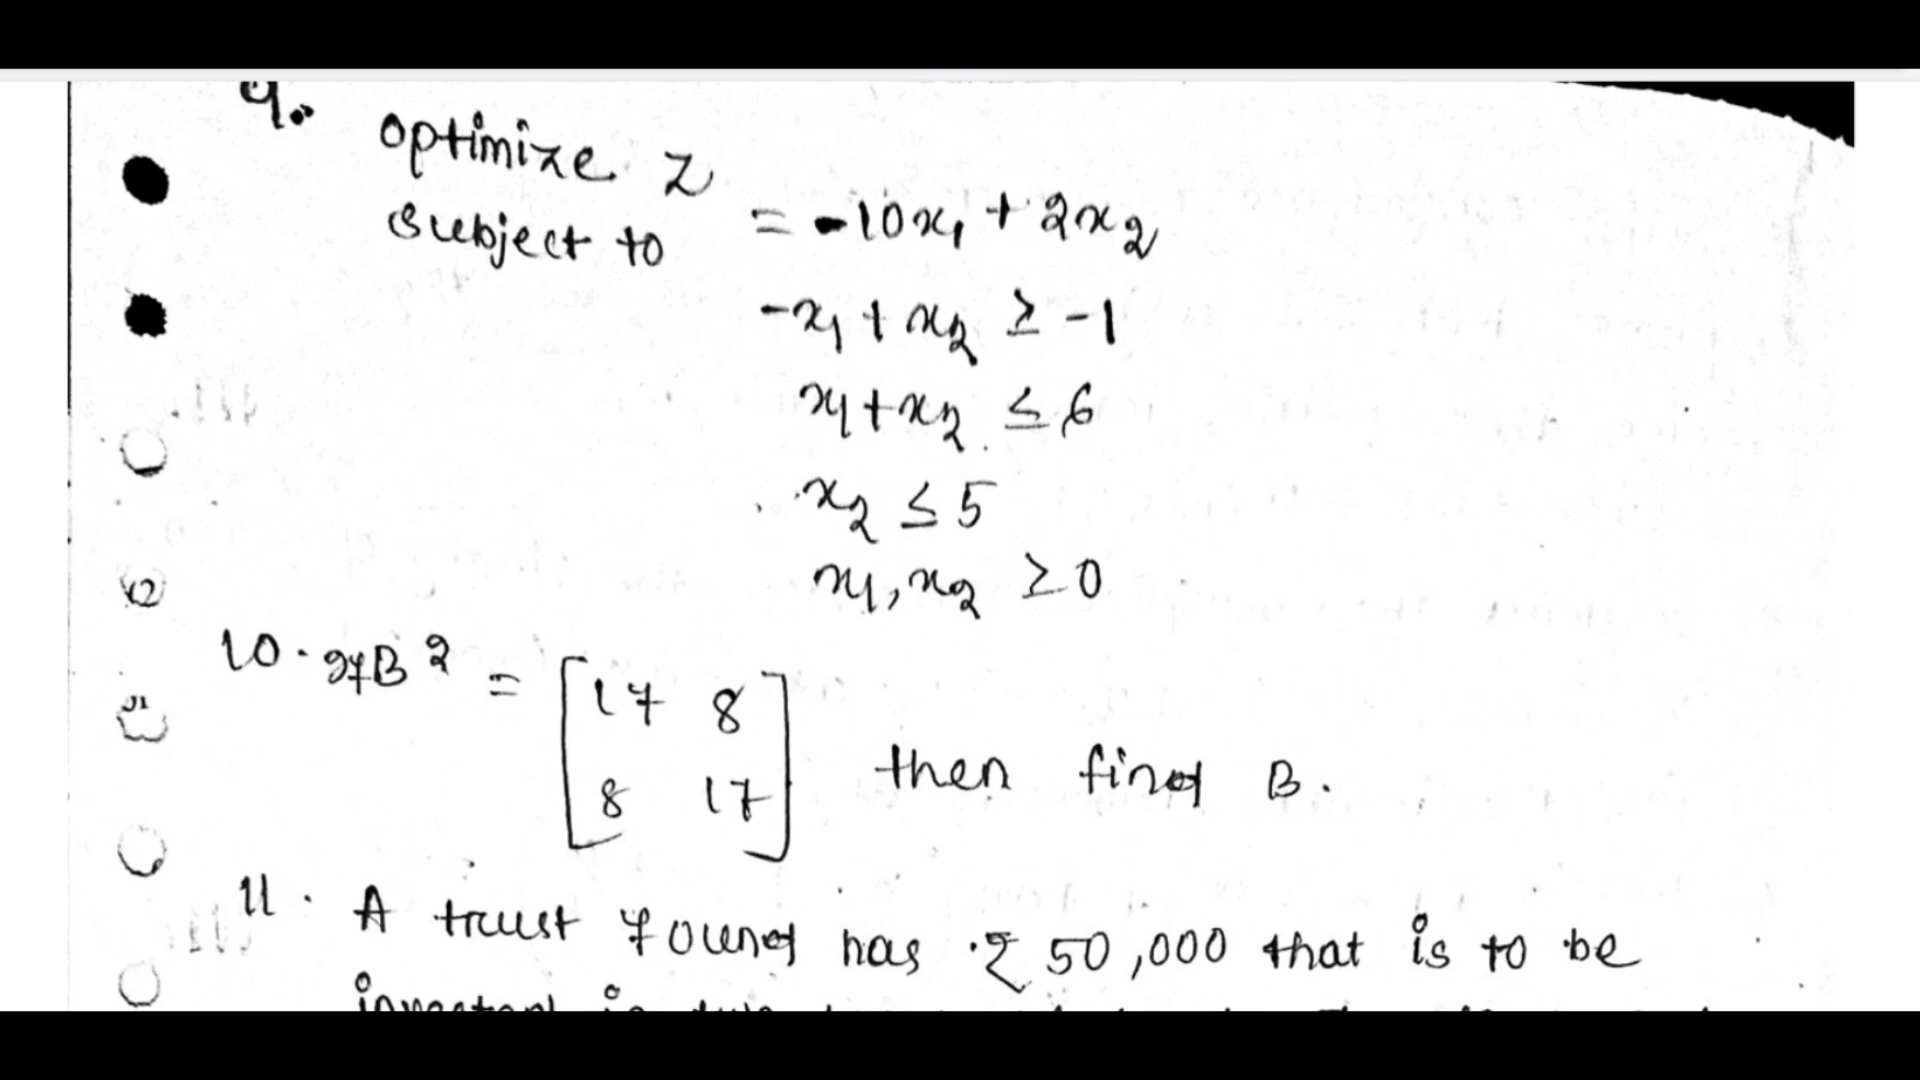 9. Optimize Z = -10x₁ + 2x₂
subject to
-x₁ + x₂ ≥ -1
x₁ + x₂ ≤ 6
x₂ ≤ 5
x₁, x₂ ≥ 0
10. If B² = [17 8
8 17] then find B.
11. A trust found has ₹ 50,000 that is to be